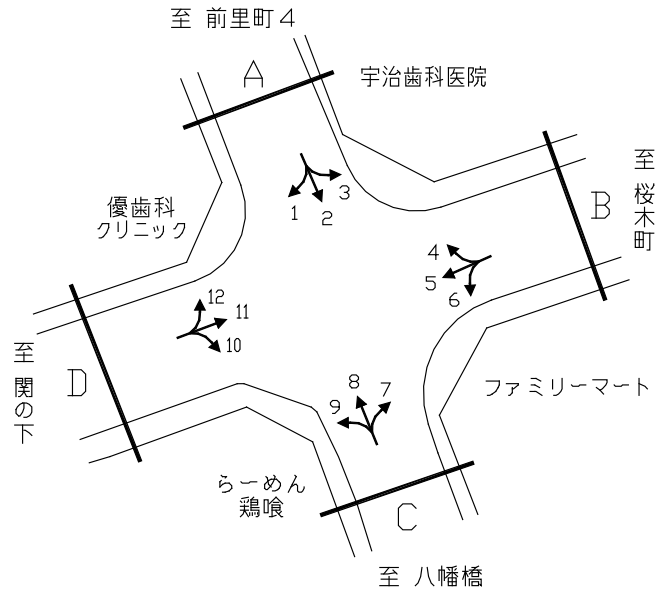 至 前里町4
A
宇治歯科医院
至 桜木町
B
優歯科
クリニック
1
2
3
4
5
6
12
11
10
至 関の下
D
8
7
9
ファミリーマート
らーめん
鶏喰
C
至 八幡橋